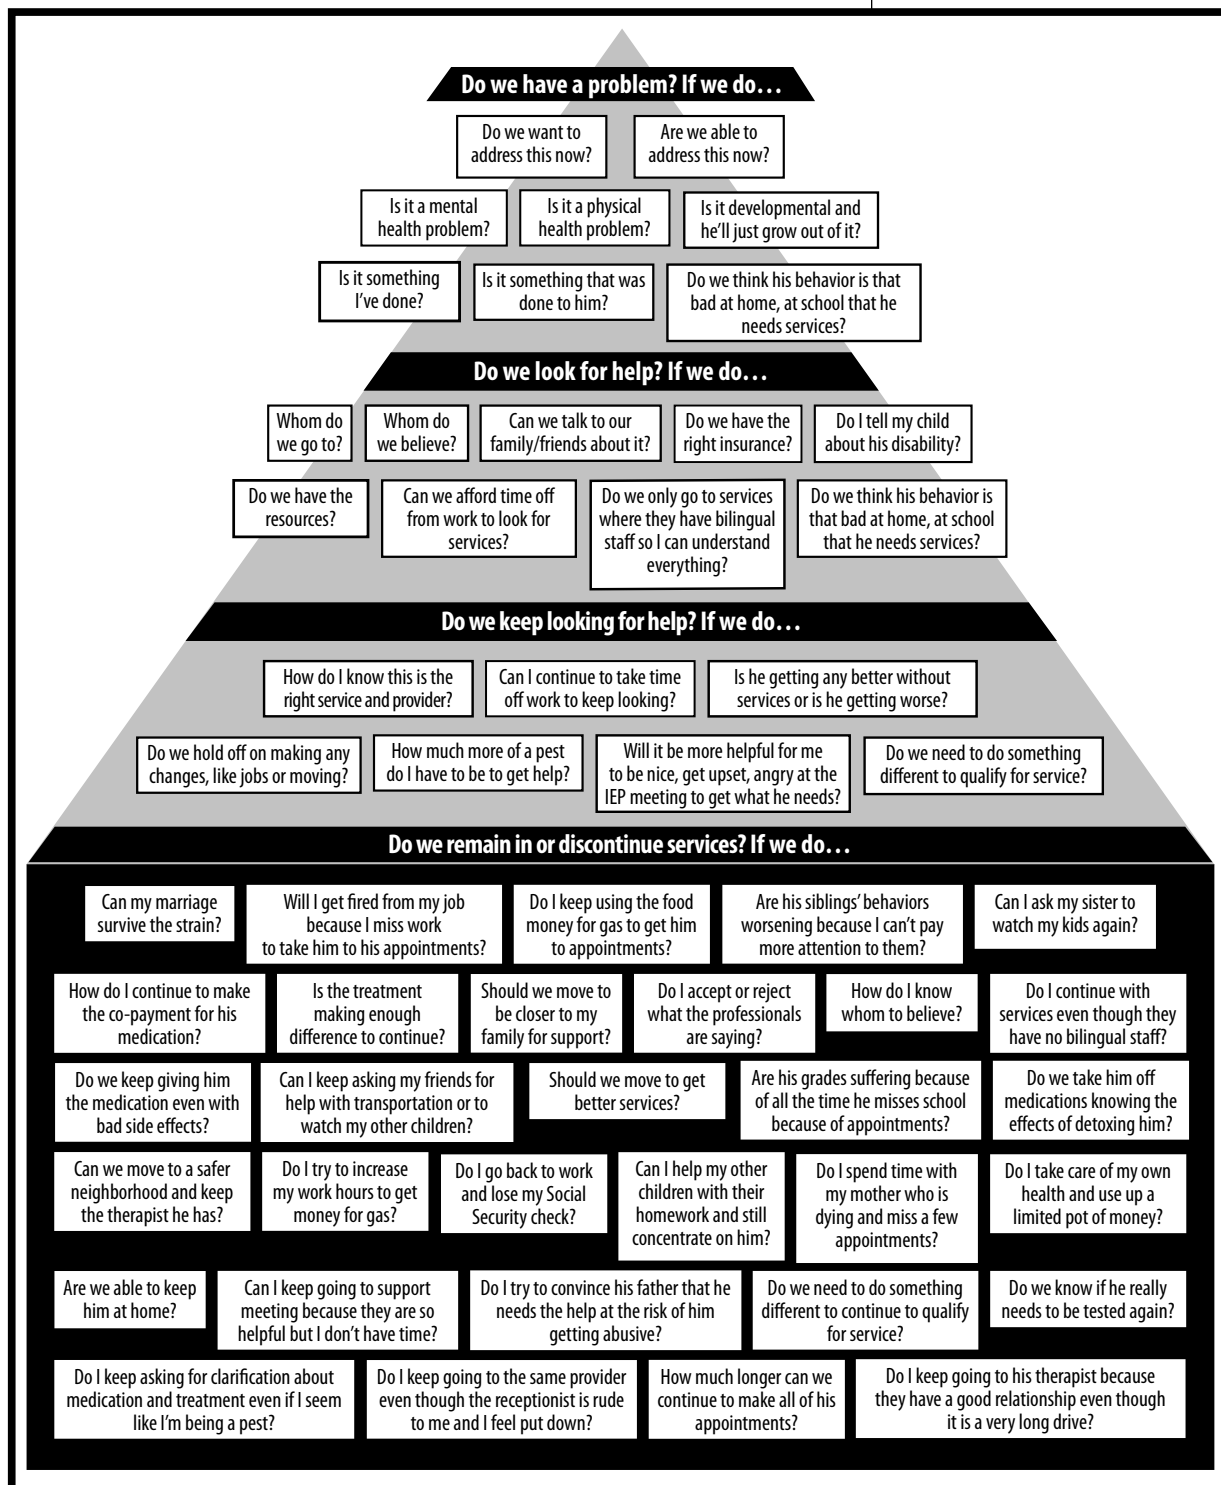 Do we have a problem? If we do…
Do we want to
address this now?
Are we able to
address this now?
Is it a mental
health problem?
Is it a physical
health problem?
Is it developmental and
he'll just grow out of it?
Is it something
I've done?
Is it something that was
done to him?
Do we think his behavior is that
bad at home, at school that he
needs services?
Do we look for help? If we do…
Whom do
we go to?
Whom do
we believe?
Can we talk to our
family/friends about it?
Do we have the
right insurance?
Do I tell my child
about his disability?
Do we have the
resources?
Can we afford time off
from work to look for
services?
Do we only go to services
where they have bilingual
staff so I can understand
everything?
Do we think his behavior is
that bad at home, at school
that he needs services?
Do we keep looking for help? If we do…
How do I know this is the
right service and provider?
Can I continue to take time
off work to keep looking?
Is he getting any better without
services or is he getting worse?
Do we hold off on making any
changes, like jobs or moving?
How much more of a pest
do I have to be to get help?
Will it be more helpful for me
to be nice, get upset, angry at the
IEP meeting to get what he needs?
Do we need to do something
different to qualify for service?
Do we remain in or discontinue services? If we do…
Can my marriage
survive the strain?
Will I get fired from my job
because I miss work
to take him to his appointments?
Do I keep using the food
money for gas to get him
to appointments?
Are his siblings' behaviors
worsening because I can't pay
more attention to them?
Can I ask my sister to
watch my kids again?
How do I continue to make
the co-payment for his
medication?
Is the treatment
making enough
difference to continue?
Should we move to
be closer to my
family for support?
Do I accept or reject
what the professionals
are saying?
How do I know
whom to believe?
Do I continue with
services even though they
have no bilingual staff?
Do we keep giving him
the medication even with
bad side effects?
Can I keep asking my friends for
help with transportation or to
watch my other children?
Should we move to get
better services?
Are his grades suffering because
of all the time he misses school
because of appointments?
Do we take him off
medications knowing the
effects of detoxing him?
Can we move to a safer
neighborhood and keep
the therapist he has?
Do I try to increase
my work hours to get
money for gas?
Do I go back to work
and lose my Social
Security check?
Can I help my other
children with their
homework and still
concentrate on him?
Do I spend time with
my mother who is
dying and miss a few
appointments?
Do I take care of my own
health and use up a
limited pot of money?
Are we able to keep
him at home?
Can I keep going to support
meeting because they are so
helpful but I don't have time?
Do I try to convince his father that he
needs the help at the risk of him
getting abusive?
Do we need to do something
different to continue to qualify
for service?
Do we know if he really
needs to be tested again?
Do I keep asking for clarification about
medication and treatment even if I seem
like I'm being a pest?
Do I keep going to the same provider
even though the receptionist is rude
to me and I feel put down?
How much longer can we
continue to make all of his
appointments?
Do I keep going to his therapist because
they have a good relationship even though
it is a very long drive?